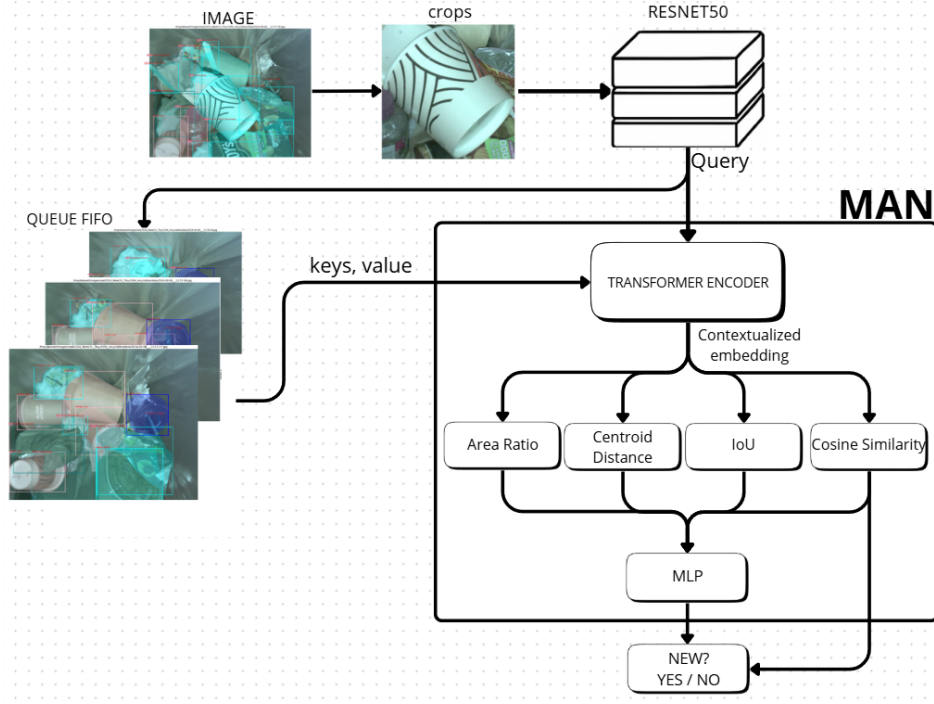 IMAGE
crops
RESNET50
Query
MAN
QUEUE FIFO
keys, value
TRANSFORMER ENCODER
Contextualized
embedding
Area Ratio
Centroid
Distance
IoU
Cosine Similarity
MLP
NEW?
YES / NO